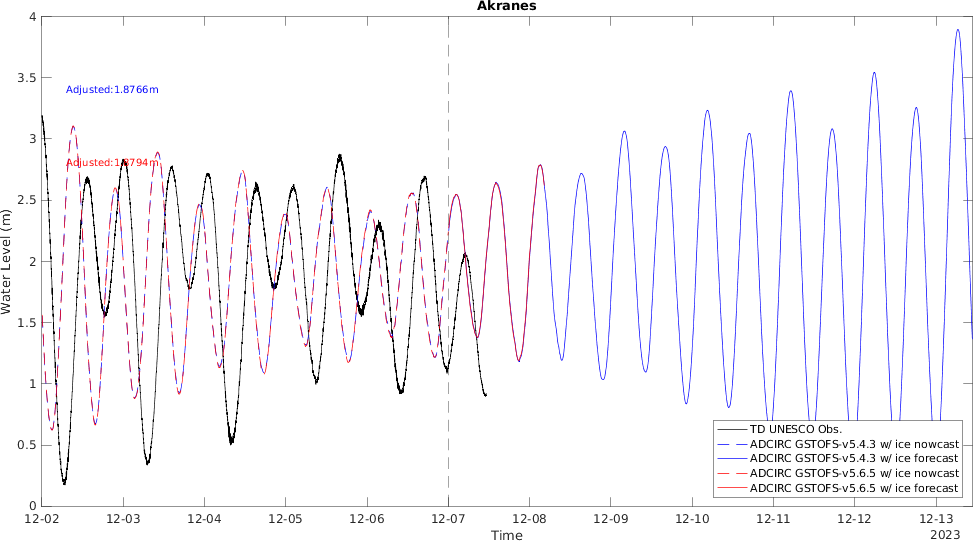 Akranes
4
3.5
3
2.5
2
1.5
1
0.5
0
Water Level (m)
Adjusted:1.8766m
Adjusted:1.8794m
12-02
12-03
12-04
12-05
12-06
12-07
12-08
12-09
12-10
12-11
12-12
12-13
2023
Time
TD UNESCO Obs.
ADCIRC GSTOFS-v5.4.3 w/ ice nowcast
ADCIRC GSTOFS-v5.4.3 w/ ice forecast
ADCIRC GSTOFS-v5.6.5 w/ ice nowcast
ADCIRC GSTOFS-v5.6.5 w/ ice forecast